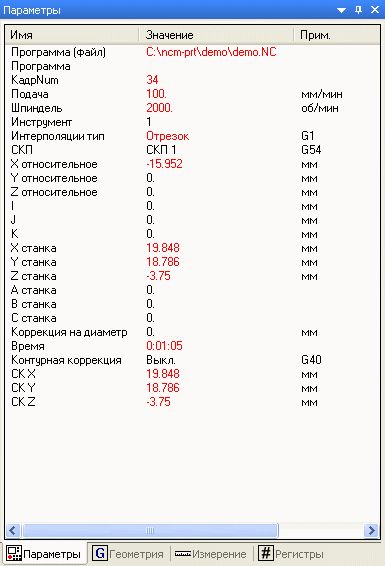 Параметры
Имя Значение Прим.
Программа (файл) C:\ncm-prt\demo\demo.NC
Программа
КадрNum 34
Подача 100. мм/мин
Шпиндель 2000. об/мин
Инструмент 1
Интерполяции тип Отрезок G1
СКП СКП 1 G54
X относительное -15.952 мм
Y относительное 0. мм
Z относительное 0. мм
I 0. мм
J 0. мм
K 0. мм
X станка 19.848 мм
Y станка 18.786 мм
Z станка -3.75 мм
A станка 0.
B станка 0.
C станка 0.
Коррекция на диаметр 0. мм
Время 0:01:05
Контурная коррекция Выкл. G40
СК X 19.848 мм
СК Y 18.786 мм
СК Z -3.75 мм
Параметры G Геометрия Измерение # Регистры